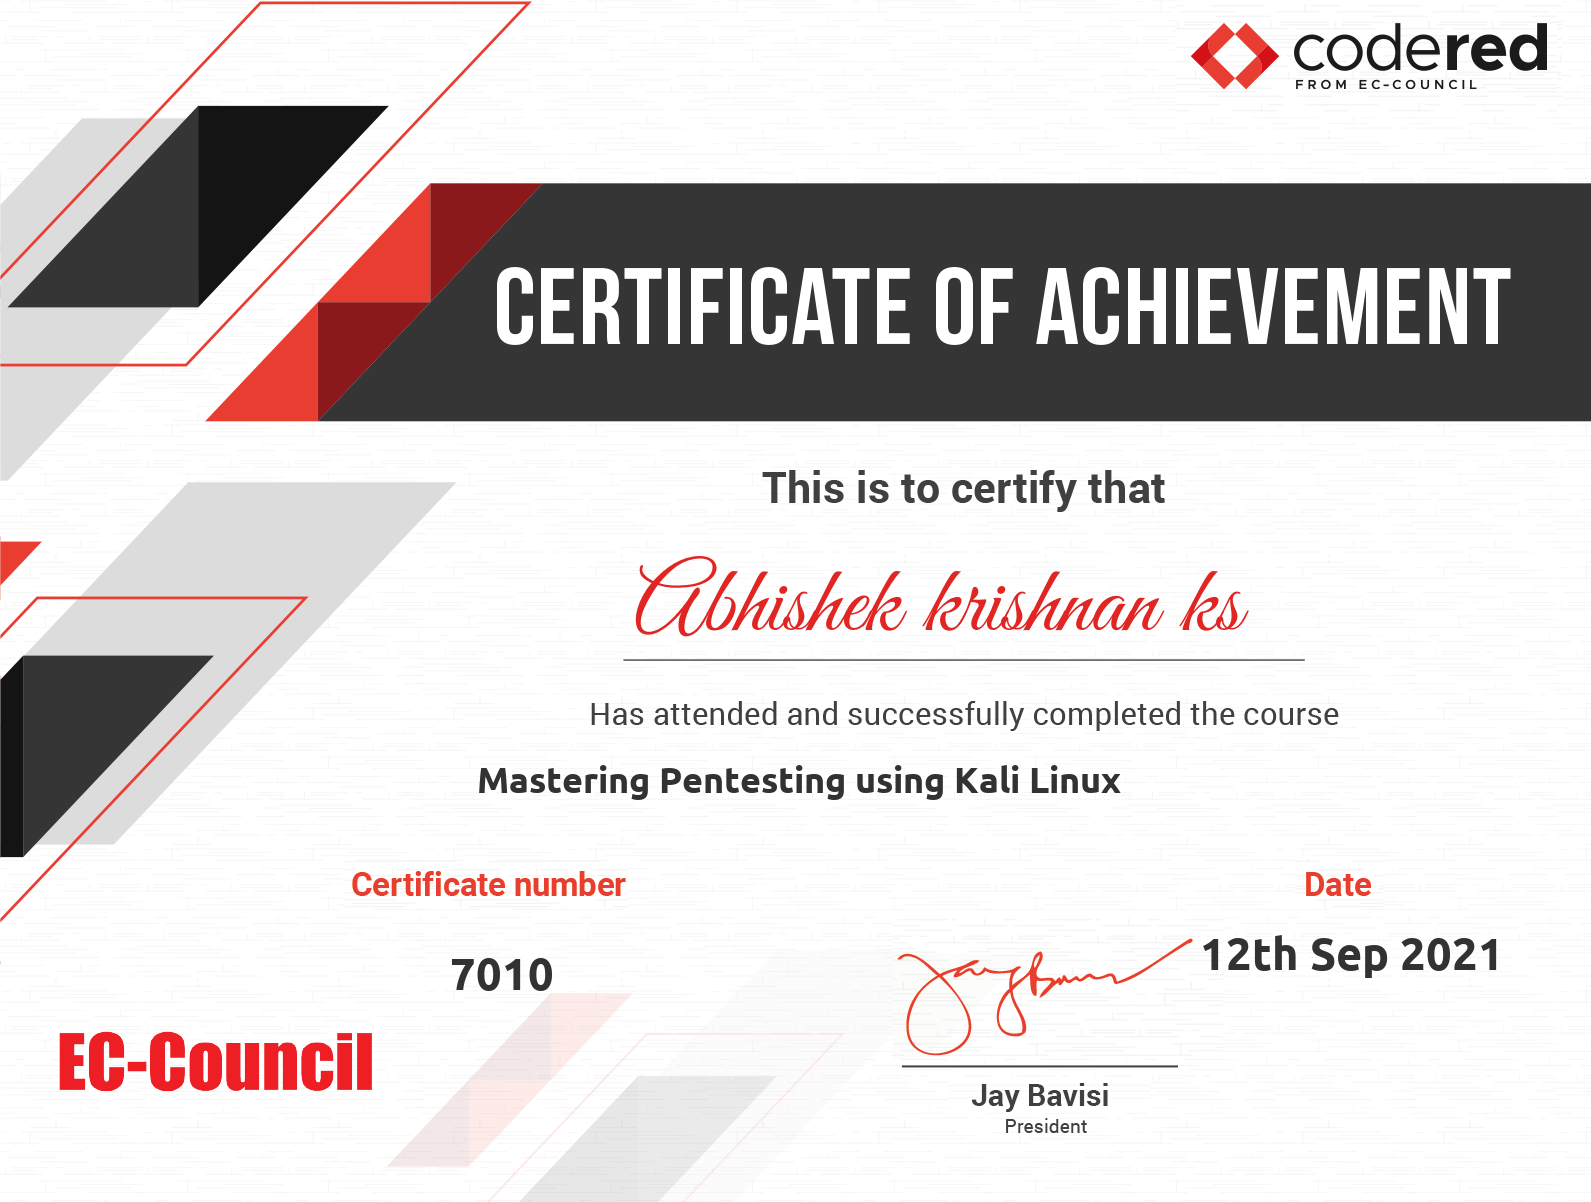 codered
FROM EC-COUNCIL
CERTIFICATE OF ACHIEVEMENT
This is to certify that
Abhishek krishnan ks
Has attended and successfully completed the course
Mastering Pentesting using Kali Linux
Certificate number
Date
7010
12th Sep 2021
EC-Council
Jay Bavisi
Jay Bavisi
President